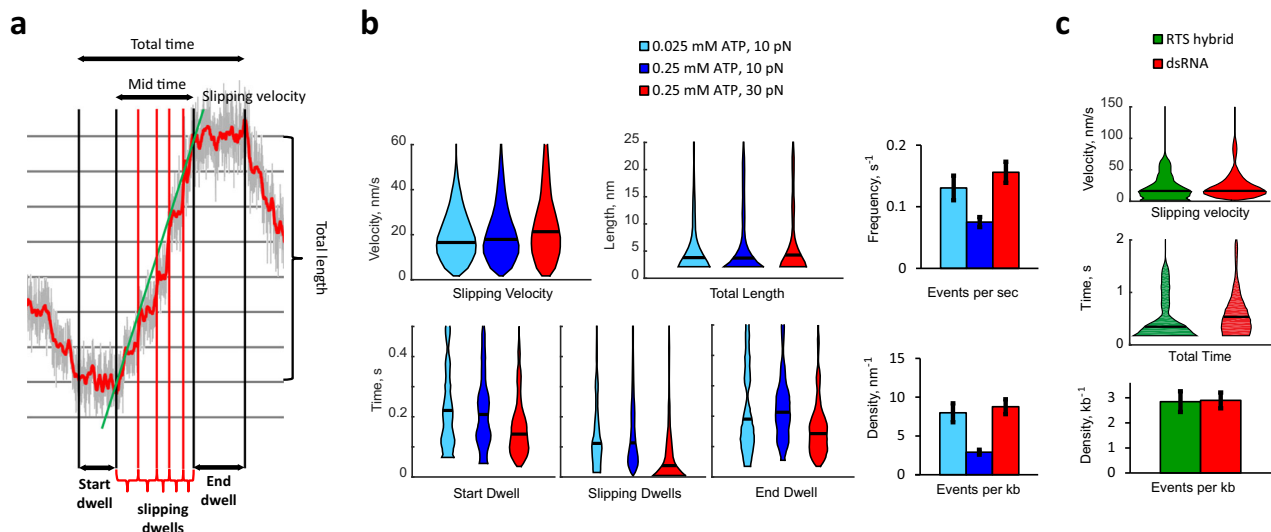 a
Total time
Mid time
Slipping velocity
Total length
Start
dwell
slipping
dwells
End
dwell
b
0.025 mM ATP, 10 pN
0.25 mM ATP, 10 pN
0.25 mM ATP, 30 pN
Velocity, nm/s
60
40
20
0
Slipping Velocity
Length, nm
25
20
15
10
5
0
Total Length
Frequency, s-1
0.2
0.1
0
Events per sec
Time, s
0.4
0.2
0
Start Dwell
Slipping Dwells
End Dwell
Density, nm-1
15
10
5
0
Events per kb
c
RTS hybrid
dsRNA
Velocity, nm/s
150
100
50
0
Slipping velocity
Time, s
2
1
0
Total Time
Density, kb-1
3
2
1
0
Events per kb